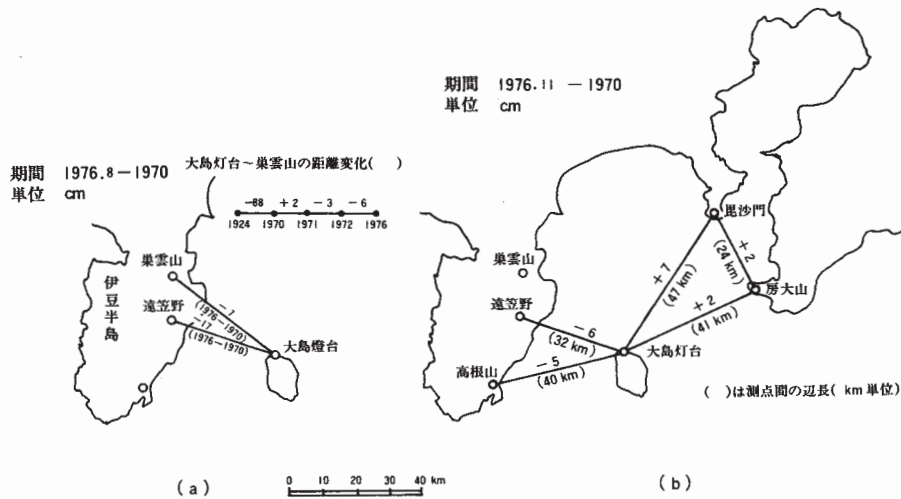 期間 1976.8－1970
単位 cm
大島灯台～巣雲山の距離変化( )
－88 ＋2 －3 －6
1924 1970 1971 1972 1976
巣雲山
伊豆半島
遠笠野
－7
(1976－1970)
－17
(1976－1970)
大島燈台
(a)
0 10 20 30 40 km
期間 1976.11 －1970
単位 cm
毘沙門
巣雲山
＋2
(24 km)
＋7
(47 km)
房大山
遠笠野
＋2
(41 km)
－6
(32 km)
大島灯台
高根山
－5
(40 km)
( )は測点間の辺長( km 単位)
(b)